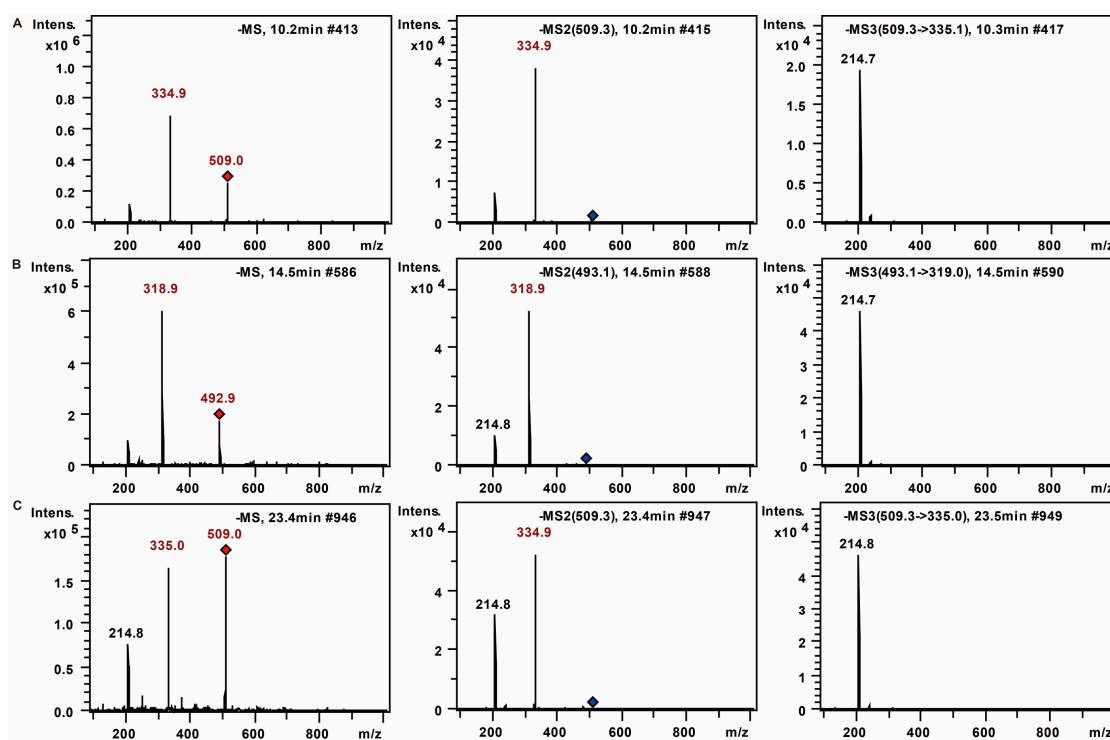 A
Intens.
x10 6
-MS, 10.2min #413
1.0
0.8
0.6
0.4
0.2
0.0
334.9
509.0
200 400 600 800 m/z
Intens.
x10 4
-MS2(509.3), 10.2min #415
4
3
2
1
0
334.9
200 400 600 800 m/z
Intens.
x10 4
-MS3(509.3->335.1), 10.3min #417
2.0
1.5
1.0
0.5
0.0
214.7
200 400 600 800 m/z
B
Intens.
x10 5
-MS, 14.5min #586
6
4
2
0
318.9
492.9
200 400 600 800 m/z
Intens.
x10 4
-MS2(493.1), 14.5min #588
6
4
2
0
318.9
214.8
200 400 600 800 m/z
Intens.
x10 4
-MS3(493.1->319.0), 14.5min #590
4
3
2
1
0
214.7
200 400 600 800 m/z
C
Intens.
x10 5
-MS, 23.4min #946
1.5
1.0
0.5
0.0
214.8
335.0
509.0
200 400 600 800 m/z
Intens.
x10 4
-MS2(509.3), 23.4min #947
6
4
2
0
334.9
214.8
200 400 600 800 m/z
Intens.
x10 4
-MS3(509.3->335.0), 23.5min #949
4
3
2
1
0
214.8
200 400 600 800 m/z